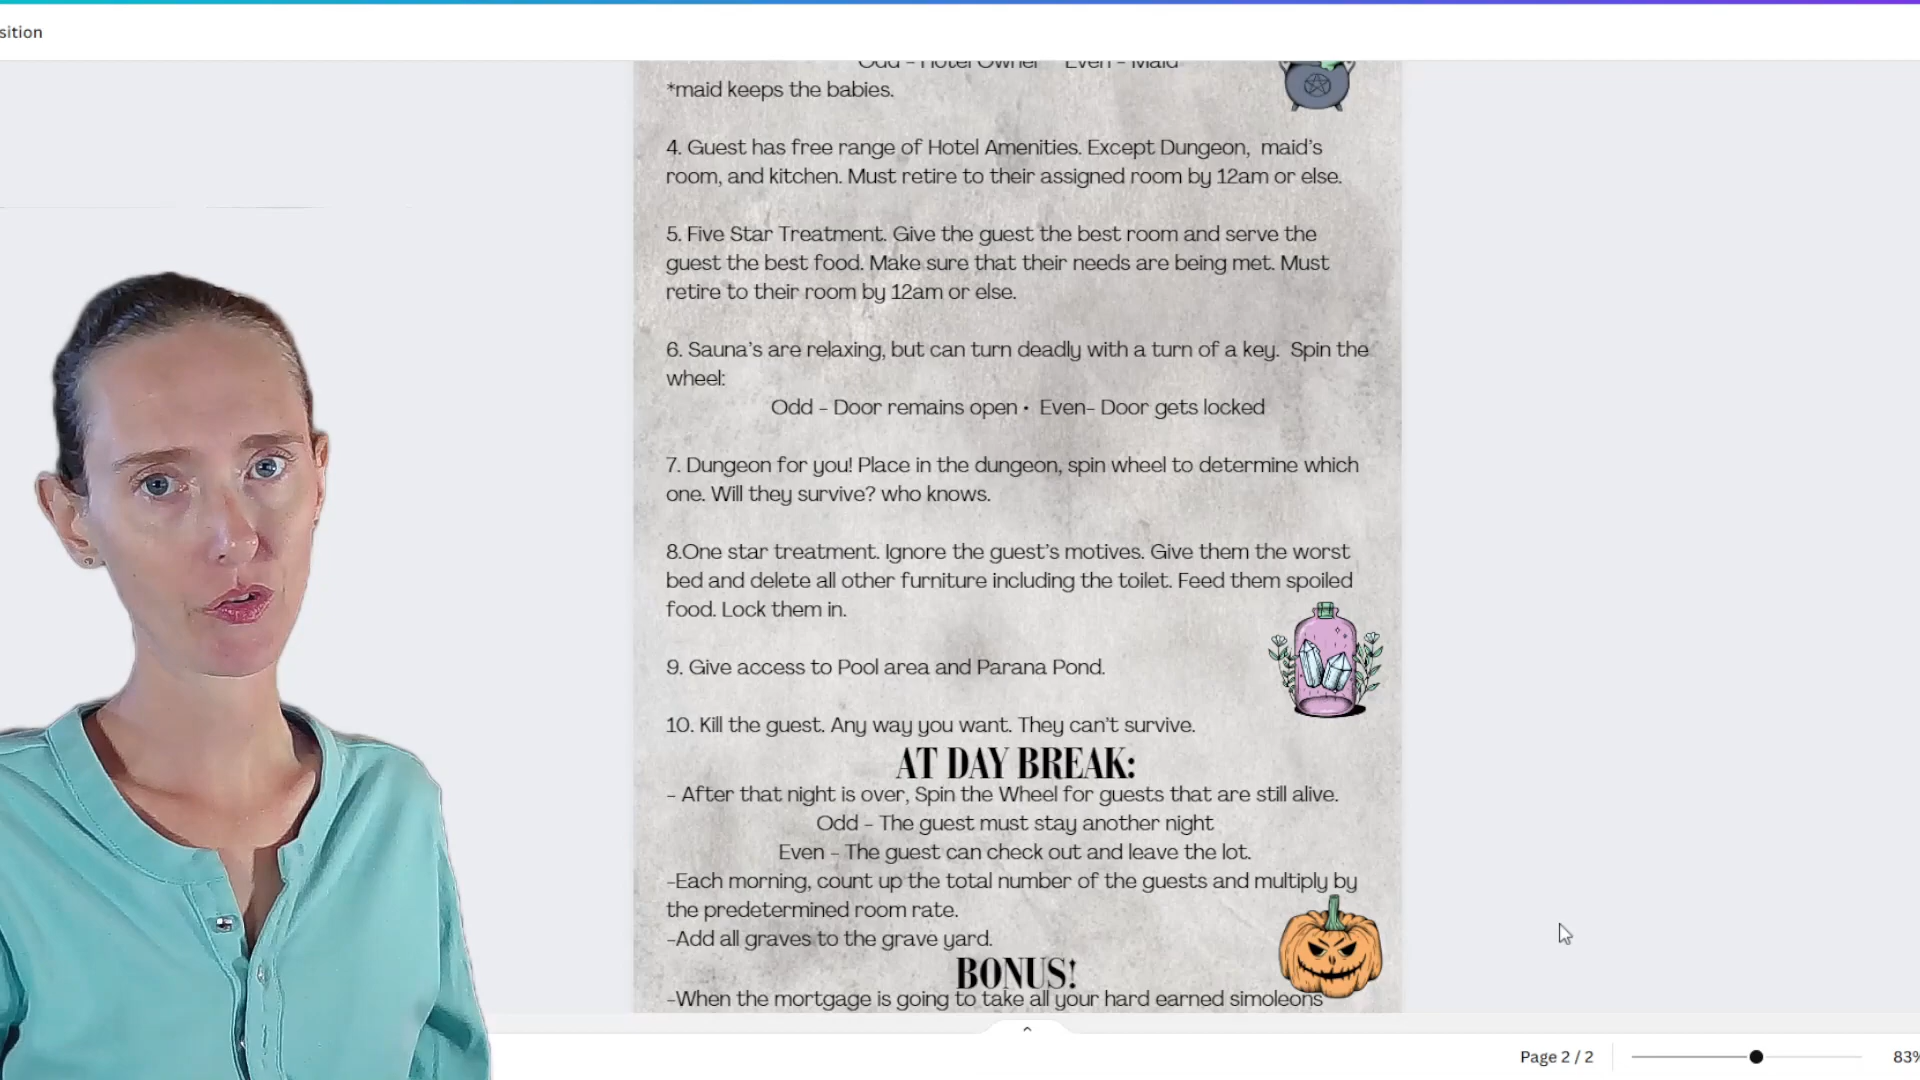 sition
Odd - Hotel Owner Even - Maid
*maid keeps the babies.
4. Guest has free range of Hotel Amenities. Except Dungeon, maid's
room, and kitchen. Must retire to their assigned room by 12am or else.
5. Five Star Treatment. Give the guest the best room and serve the
guest the best food. Make sure that their needs are being met. Must
retire to their room by 12am or else.
6. Sauna's are relaxing, but can turn deadly with a turn of a key. Spin the
wheel:
Odd - Door remains open • Even- Door gets locked
7. Dungeon for you! Place in the dungeon, spin wheel to determine which
one. Will they survive? who knows.
8.One star treatment. Ignore the guest's motives. Give them the worst
bed and delete all other furniture including the toilet. Feed them spoiled
food. Lock them in.
9. Give access to Pool area and Parana Pond.
10. Kill the guest. Any way you want. They can't survive.
AT DAY BREAK:
- After that night is over, Spin the Wheel for guests that are still alive.
Odd - The guest must stay another night
Even - The guest can check out and leave the lot.
-Each morning, count up the total number of the guests and multiply by
the predetermined room rate.
-Add all graves to the grave yard.
BONUS!
-When the mortgage is going to take all your hard earned simoleons
Page 2 / 2
83%